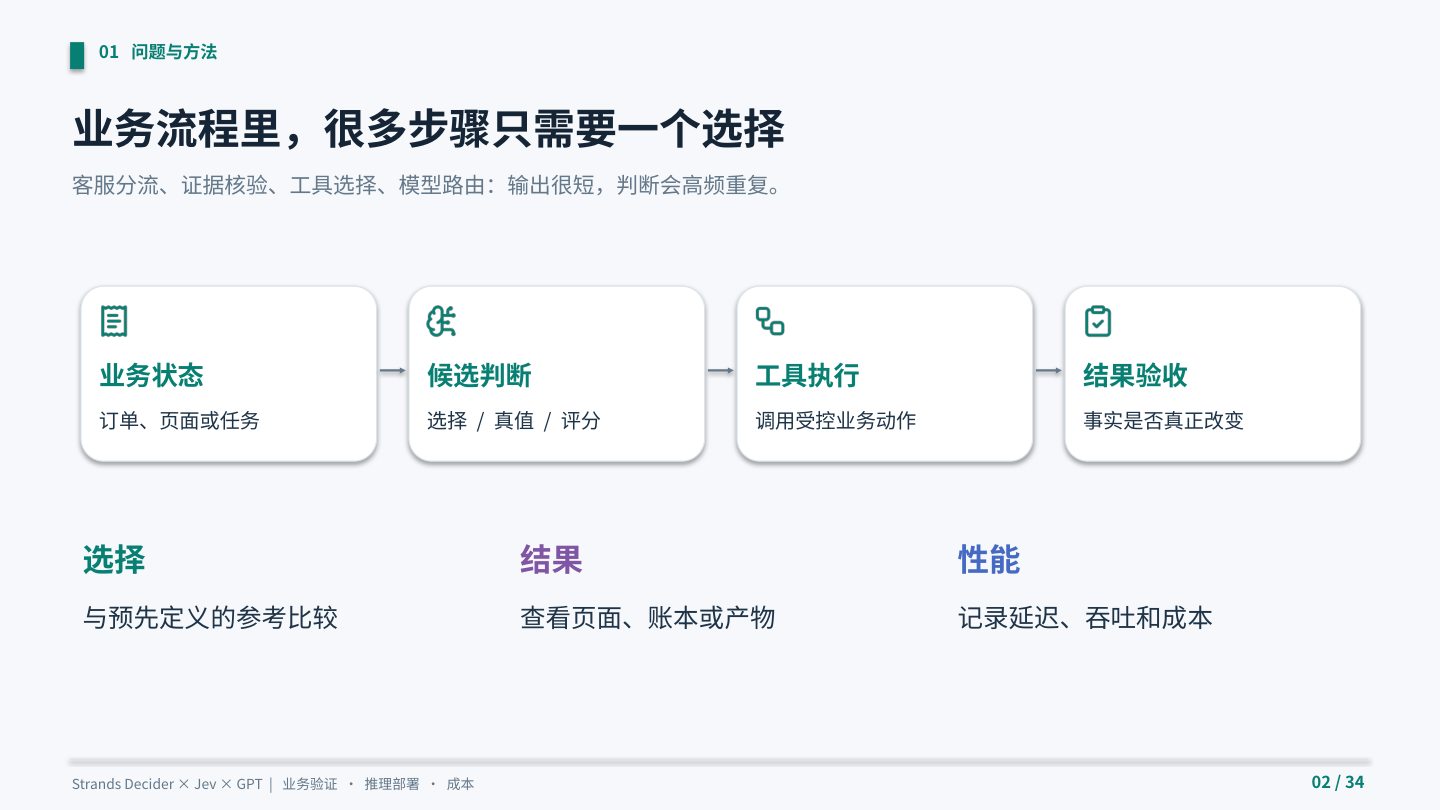 01 问题与方法
业务流程里，很多步骤只需要一个选择
客服分流、证据核验、工具选择、模型路由：输出很短，判断会高频重复。
业务状态
订单、页面或任务
候选判断
选择 / 真值 / 评分
工具执行
调用受控业务动作
结果验收
事实是否真正改变
选择
与预先定义的参考比较
结果
查看页面、账本或产物
性能
记录延迟、吞吐和成本
Strands Decider × Jev × GPT | 业务验证 · 推理部署 · 成本
02 / 34